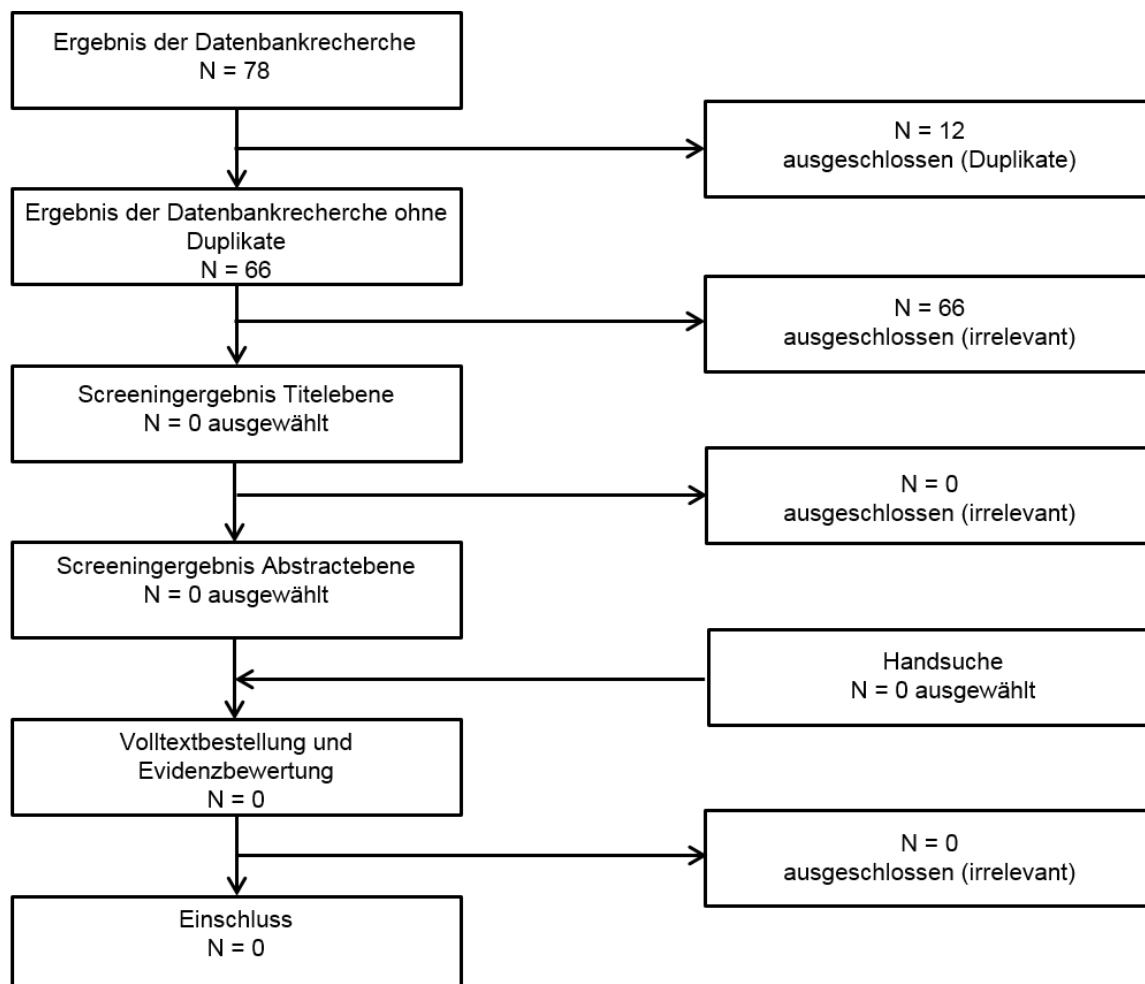 Ergebnis der Datenbankrecherche
N = 78
N = 12
ausgeschlossen (Duplikate)
Ergebnis der Datenbankrecherche ohne
Duplikate
N = 66
N = 66
ausgeschlossen (irrelevant)
Screeningergebnis Titelebene
N = 0 ausgewählt
N = 0
ausgeschlossen (irrelevant)
Screeningergebnis Abstractebene
N = 0 ausgewählt
Handsuche
N = 0 ausgewählt
Volltextbestellung und
Evidenzbewertung
N = 0
N = 0
ausgeschlossen (irrelevant)
Einschluss
N = 0